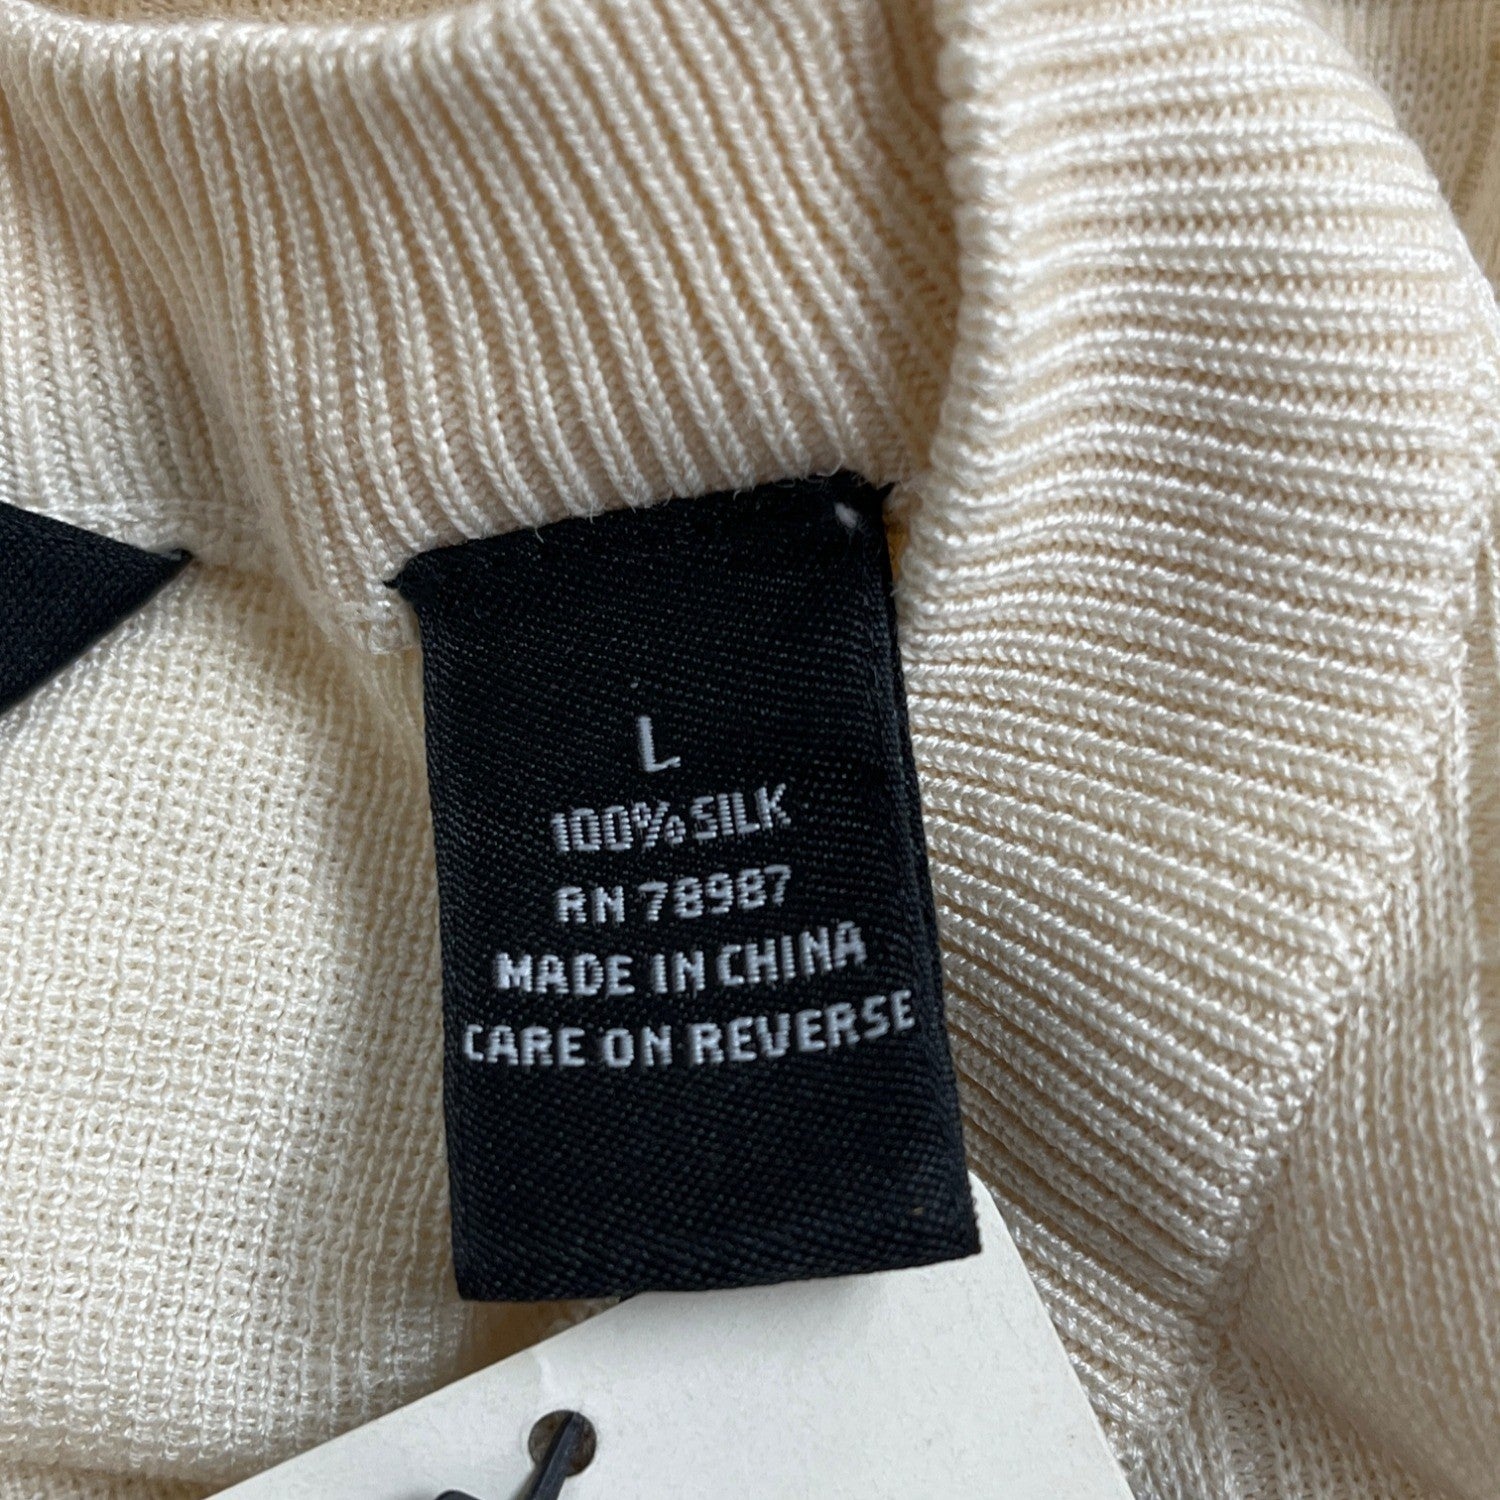 L
100% SILK
RN 78987
MADE IN CHINA
CARE ON REVERSE